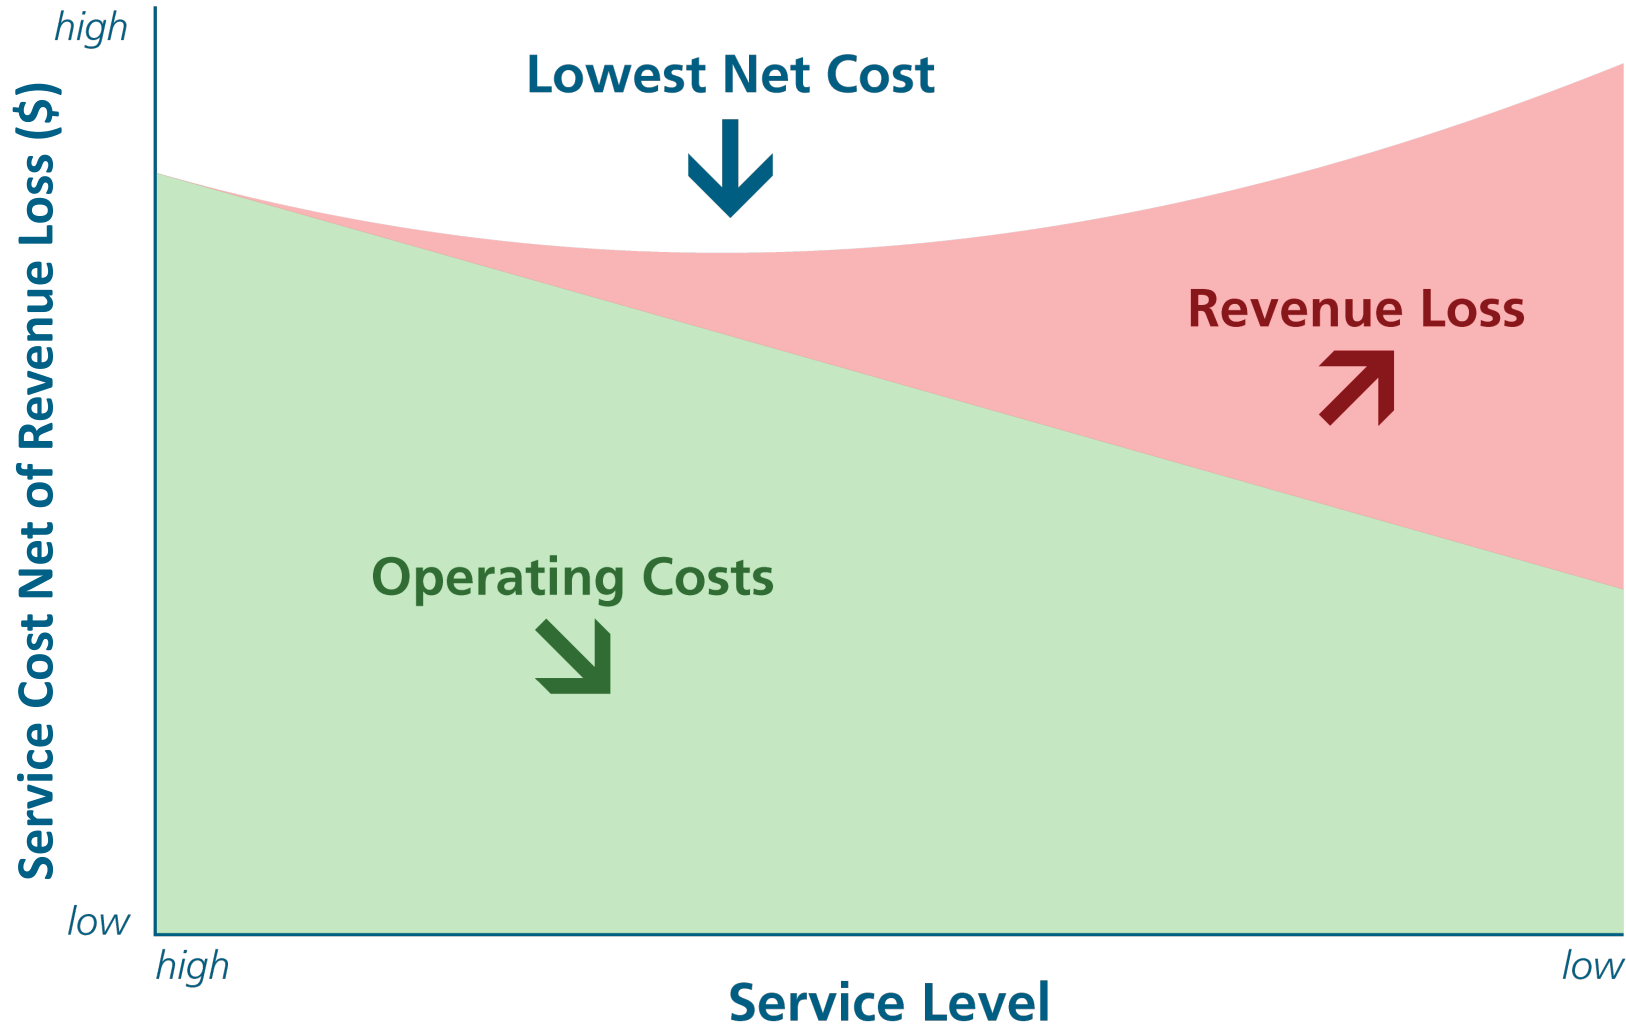 high
Lowest Net Cost
Service Cost Net of Revenue Loss ($)
Revenue Loss
Operating Costs
low
high
low
Service Level